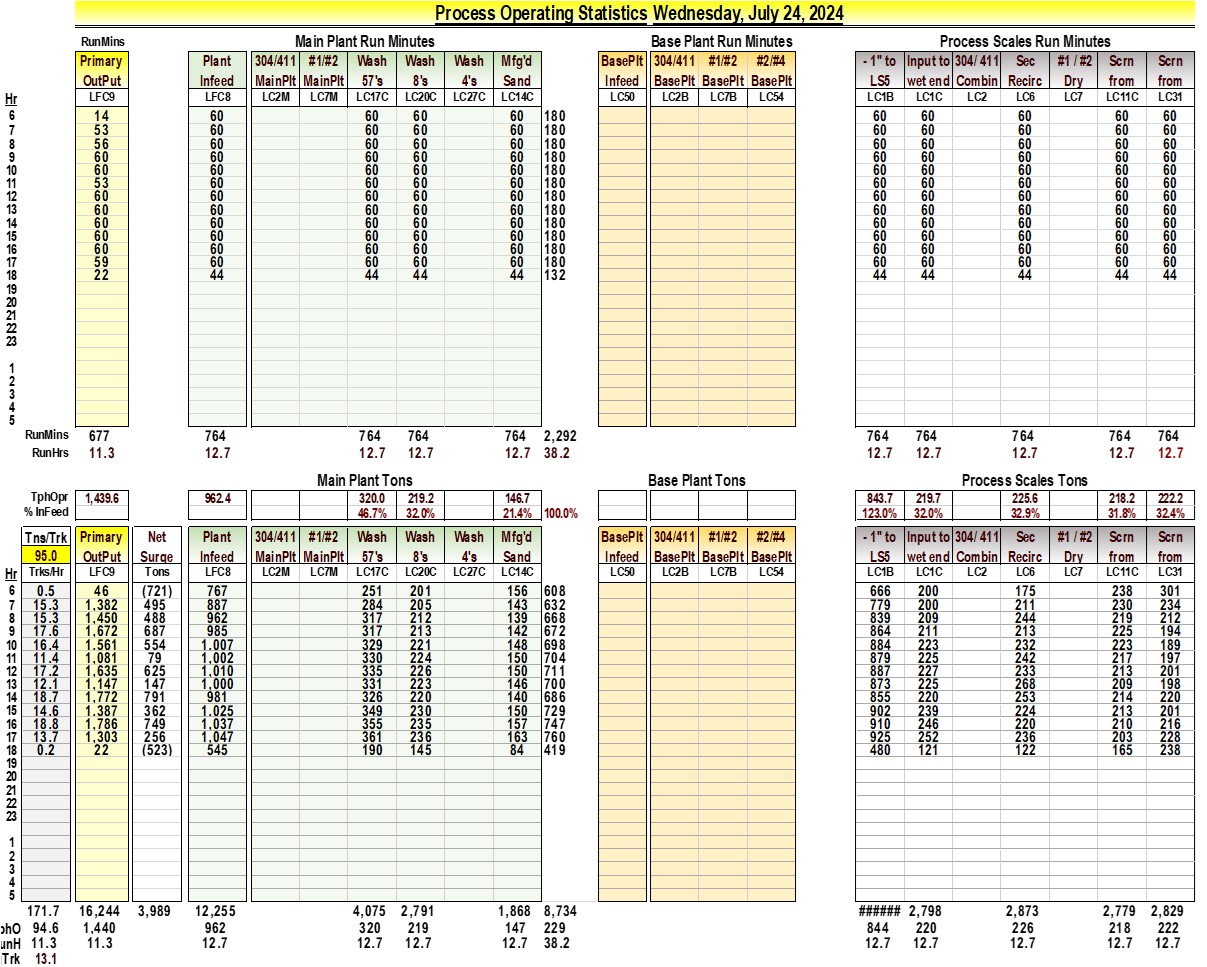 Process Operating Statistics Wednesday, July 24, 2024
RunMins Main Plant Run Minutes Base Plant Run Minutes Process Scales Run Minutes
Primary Plant 304/411 #1/#2 Wash Wash Wash Mfg'd BasePlt 304/411 #1/#2 #2/#4 - 1" to Input to 304/ 411 Sec #1 / #2 Scrn Scrn
OutPut Infeed MainPlt MainPlt 57's 8's 4's Sand Infeed BasePlt BasePlt BasePlt LS5 wet end Combin Recirc Dry from from
Hr LFC9 LFC8 LC2M LC7M LC17C LC20C LC27C LC14C LC50 LC2B LC7B LC54 LC1B LC1C LC2 LC6 LC7 LC11C LC31
6 14 60 60 60 60 180 60 60 60 60 60
7 53 60 60 60 60 180 60 60 60 60 60
8 56 60 60 60 60 180 60 60 60 60 60
9 60 60 60 60 60 180 60 60 60 60 60
10 60 60 60 60 60 180 60 60 60 60 60
11 53 60 60 60 60 180 60 60 60 60 60
12 60 60 60 60 60 180 60 60 60 60 60
13 60 60 60 60 60 180 60 60 60 60 60
14 60 60 60 60 60 180 60 60 60 60 60
15 60 60 60 60 60 180 60 60 60 60 60
16 60 60 60 60 60 180 60 60 60 60 60
17 59 60 60 60 60 180 60 60 60 60 60
18 22 44 44 44 44 132 44 44 44 44 44
19
20
21
22
23
1
2
3
4
5
RunMins 677 764 764 764 764 2,292 764 764 764 764 764
RunHrs 11.3 12.7 12.7 12.7 12.7 38.2 12.7 12.7 12.7 12.7 12.7
Main Plant Tons Base Plant Tons Process Scales Tons
TphOpr 1,439.6 962.4 320.0 219.2 146.7 843.7 219.7 225.6 218.2 222.2
% InFeed 46.7% 32.0% 21.4% 100.0% 123.0% 32.0% 32.9% 31.8% 32.4%
Tns/Trk Primary Net Plant 304/411 #1/#2 Wash Wash Wash Mfg'd BasePlt 304/411 #1/#2 #2/#4 - 1" to Input to 304/ 411 Sec #1 / #2 Scrn Scrn
95.0 OutPut Surge Infeed MainPlt MainPlt 57's 8's 4's Sand Infeed BasePlt BasePlt BasePlt LS5 wet end Combin Recirc Dry from from
Hr Trks/Hr LFC9 Tons LFC8 LC2M LC7M LC17C LC20C LC27C LC14C LC50 LC2B LC7B LC54 LC1B LC1C LC2 LC6 LC7 LC11C LC31
6 0.5 46 (721) 767 251 201 156 608 666 200 175 238 301
7 15.3 1,382 495 887 284 205 143 632 779 200 211 230 234
8 15.3 1,450 488 962 317 212 139 668 839 209 244 219 212
9 17.6 1,672 687 985 317 213 142 672 864 211 213 225 194
10 16.4 1,561 554 1,007 329 221 148 698 884 223 232 223 189
11 11.4 1,081 79 1,002 330 224 150 704 879 225 242 217 197
12 17.2 1,635 625 1,010 335 226 150 711 887 227 233 213 201
13 12.1 1,147 147 1,000 331 223 146 700 873 225 268 209 198
14 18.7 1,772 791 981 326 220 140 686 855 220 253 214 220
15 14.6 1,387 362 1,025 349 230 150 729 902 239 224 213 201
16 18.8 1,786 749 1,037 355 235 157 747 910 246 220 210 216
17 13.7 1,303 256 1,047 361 236 163 760 925 252 236 203 228
18 0.2 22 (523) 545 190 145 84 419 480 121 122 165 238
19
20
21
22
23
1
2
3
4
5
171.7 16,244 3,989 12,255 4,075 2,791 1,868 8,734 ###### 2,798 2,873 2,779 2,829
phO 94.6 1,440 962 320 219 147 229 844 220 226 218 222
unH 11.3 11.3 12.7 12.7 12.7 12.7 38.2 12.7 12.7 12.7 12.7 12.7
Trk 13.1